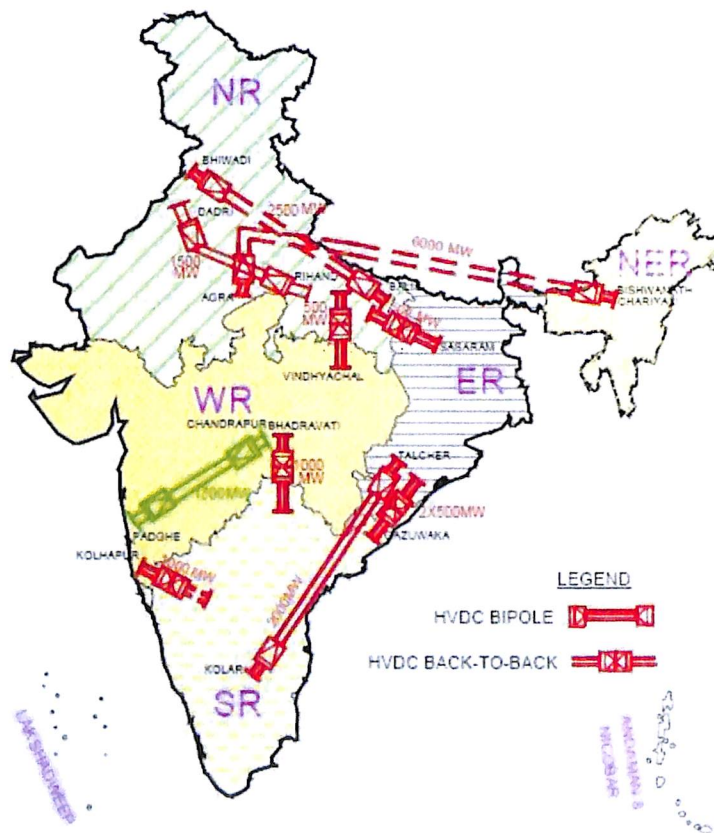 NR
BHIWADI
2500 MW
DADRI
6000 MW
NER
1500
MW
RIHAND
AGRA
BISHWANATH
CHARIYALI
500
MW
SASARAM
VINDHYACHAL
ER
WR
CHANDRAPUR
BHADRAVATI
1000
MW
TALCHER
2X500MW
GAZUWAKA
PADGHE
KOLHAPUR
2000MW
KOLAR
SR
LEGEND
HVDC BIPOLE
HVDC BACK-TO-BACK
LAKSHADWEEP
ANDAMAN &
NICOBAR